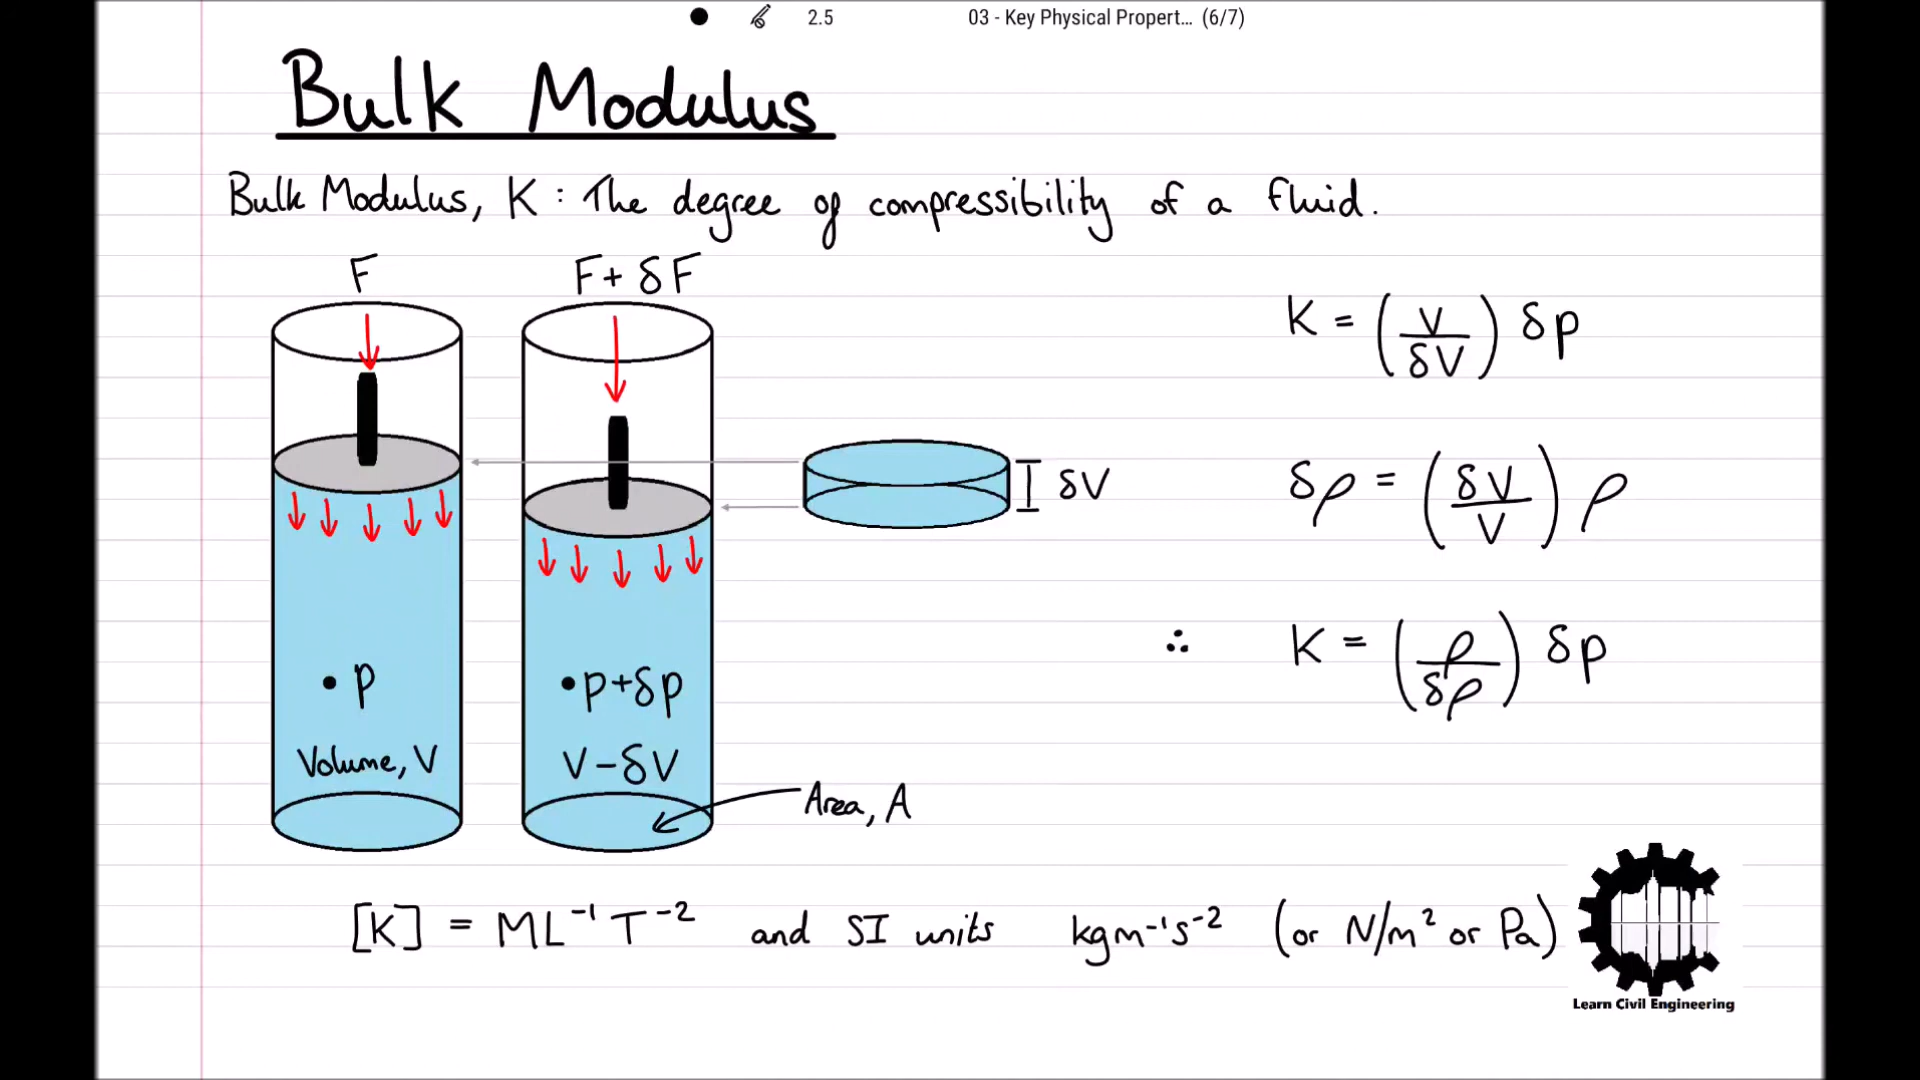 2.5 03 - Key Physical Propert... (6/7)
Bulk Modulus
Bulk Modulus, K : The degree of compressibility of a fluid.
F
F + δF
K = (V/δV) δp
δV
δρ = (δV/V) ρ
∴ K = (ρ/δρ) δp
• p
• p+δp
Volume, V
V-δV
Area, A
[K] = ML⁻¹T⁻² and SI units kgm⁻¹s⁻² (or N/m² or Pa)
Learn Civil Engineering